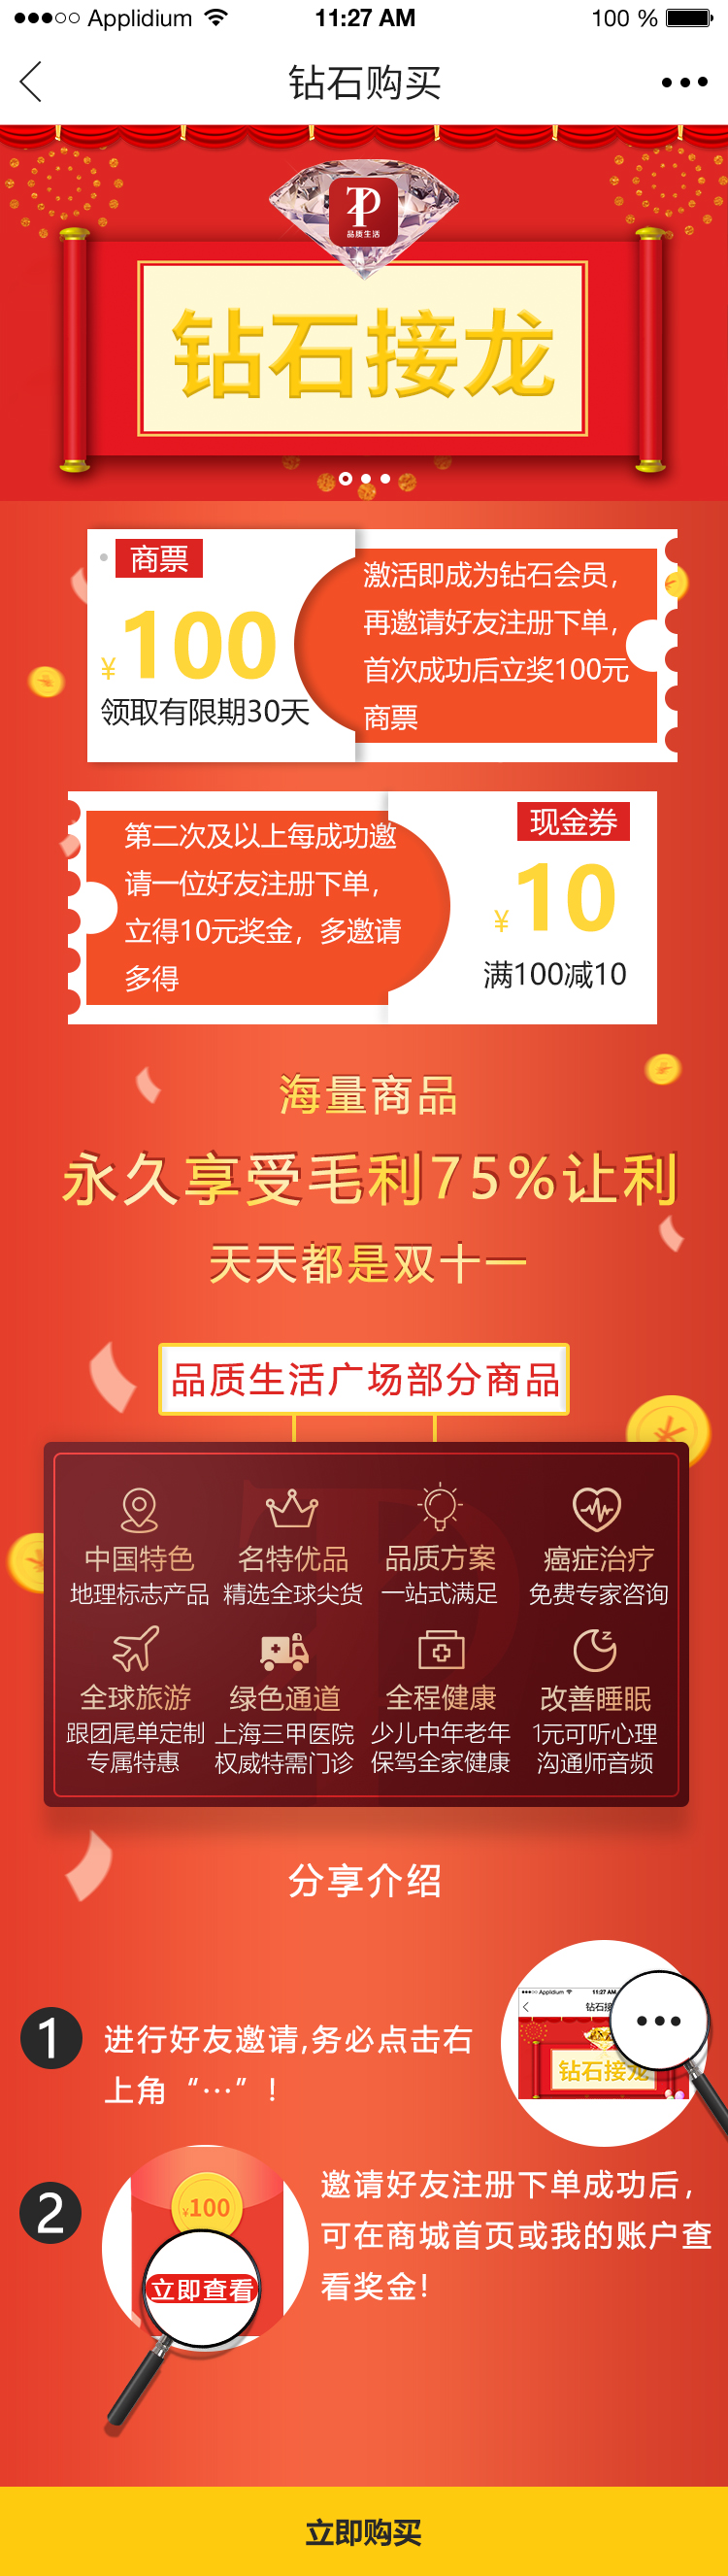 Applidium 11:27 AM 100 %
钻石购买
品质生活
钻石接龙
商票
¥100
领取有限期30天
激活即成为钻石会员，
再邀请好友注册下单，
首次成功后立奖100元
商票
第二次及以上每成功邀
请一位好友注册下单，
立得10元奖金，多邀请
多得
现金券
¥10
满100减10
海量商品
永久享受毛利75%让利
天天都是双十一
品质生活广场部分商品
中国特色 名特优品 品质方案 癌症治疗
地理标志产品 精选全球尖货 一站式满足 免费专家咨询
全球旅游 绿色通道 全程健康 改善睡眠
跟团尾单定制 上海三甲医院 少儿中年老年 1元可听心理
专属特惠 权威特需门诊 保驾全家健康 沟通师音频
分享介绍
Applidium 11:27 AM
钻石接
钻石接龙
1 进行好友邀请,务必点击右
上角“…”！
2
¥100
立即查看
邀请好友注册下单成功后，
可在商城首页或我的账户查
看奖金!
立即购买